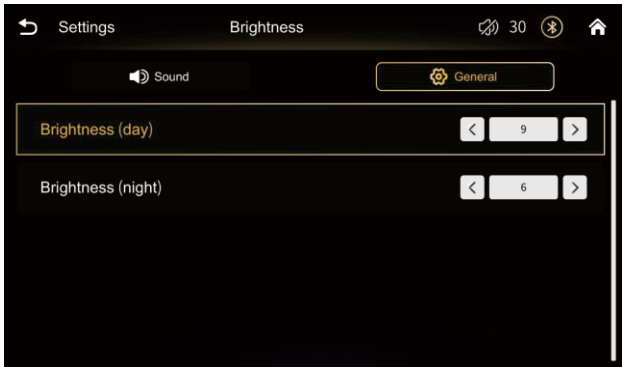 Settings Brightness 30
Sound General
Brightness (day) 9
Brightness (night) 6